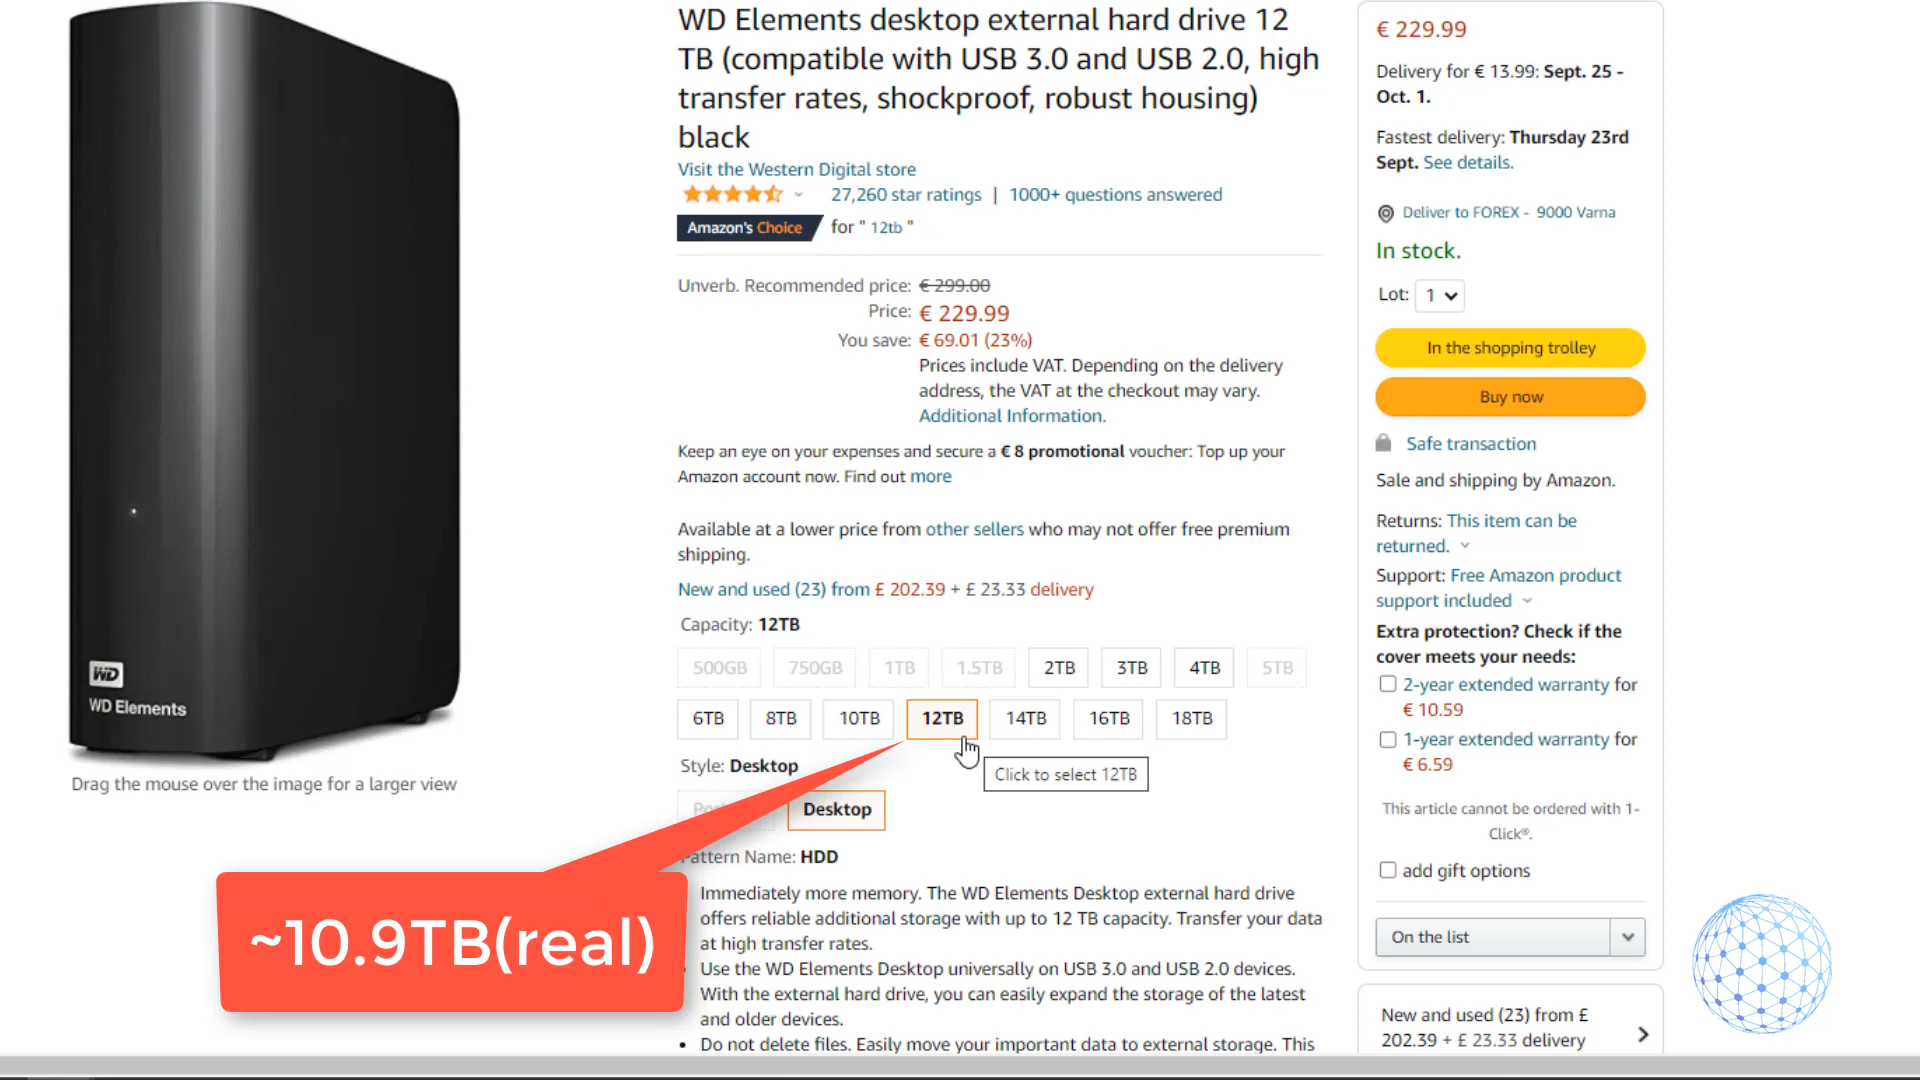 WD Elements desktop external hard drive 12
TB (compatible with USB 3.0 and USB 2.0, high
transfer rates, shockproof, robust housing)
black
Visit the Western Digital store
27,260 star ratings | 1000+ questions answered
Amazon's Choice for " 12tb "
Unverb. Recommended price: € 299.00
Price: € 229.99
You save: € 69.01 (23%)
Prices include VAT. Depending on the delivery
address, the VAT at the checkout may vary.
Additional Information.
Keep an eye on your expenses and secure a € 8 promotional voucher: Top up your
Amazon account now. Find out more
Available at a lower price from other sellers who may not offer free premium
shipping.
New and used (23) from £ 202.39 + £ 23.33 delivery
Capacity: 12TB
500GB 750GB 1TB 1.5TB 2TB 3TB 4TB 5TB
6TB 8TB 10TB 12TB 14TB 16TB 18TB
Click to select 12TB
Style: Desktop
Desktop
Pattern Name: HDD
Immediately more memory. The WD Elements Desktop external hard drive
offers reliable additional storage with up to 12 TB capacity. Transfer your data
at high transfer rates.
Use the WD Elements Desktop universally on USB 3.0 and USB 2.0 devices.
With the external hard drive, you can easily expand the storage of the latest
and older devices.
• Do not delete files. Easily move your important data to external storage. This
WD
WD Elements
Drag the mouse over the image for a larger view
~10.9TB(real)
€ 229.99
Delivery for € 13.99: Sept. 25 -
Oct. 1.
Fastest delivery: Thursday 23rd
Sept. See details.
Deliver to FOREX - 9000 Varna
In stock.
Lot: 1
In the shopping trolley
Buy now
Safe transaction
Sale and shipping by Amazon.
Returns: This item can be
returned.
Support: Free Amazon product
support included
Extra protection? Check if the
cover meets your needs:
2-year extended warranty for
€ 10.59
1-year extended warranty for
€ 6.59
This article cannot be ordered with 1-
Click®.
add gift options
On the list
New and used (23) from £
202.39 + £ 23.33 delivery